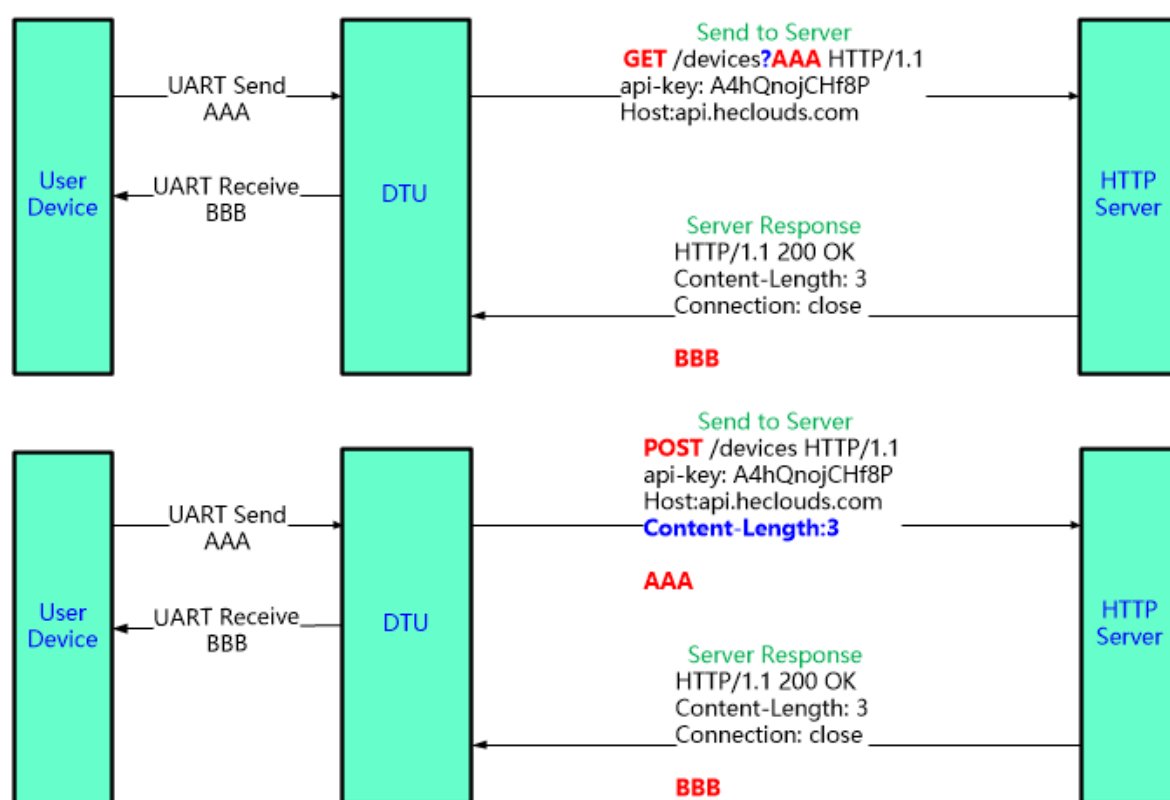 Send to Server
GET /devices?AAA HTTP/1.1
api-key: A4hQnojCHf8P
Host:api.heclouds.com
UART Send
AAA
User
Device
UART Receive
BBB
DTU
HTTP
Server
Server Response
HTTP/1.1 200 OK
Content-Length: 3
Connection: close
BBB
Send to Server
POST /devices HTTP/1.1
api-key: A4hQnojCHf8P
Host:api.heclouds.com
Content-Length:3
AAA
UART Send
AAA
User
Device
UART Receive
BBB
DTU
HTTP
Server
Server Response
HTTP/1.1 200 OK
Content-Length: 3
Connection: close
BBB